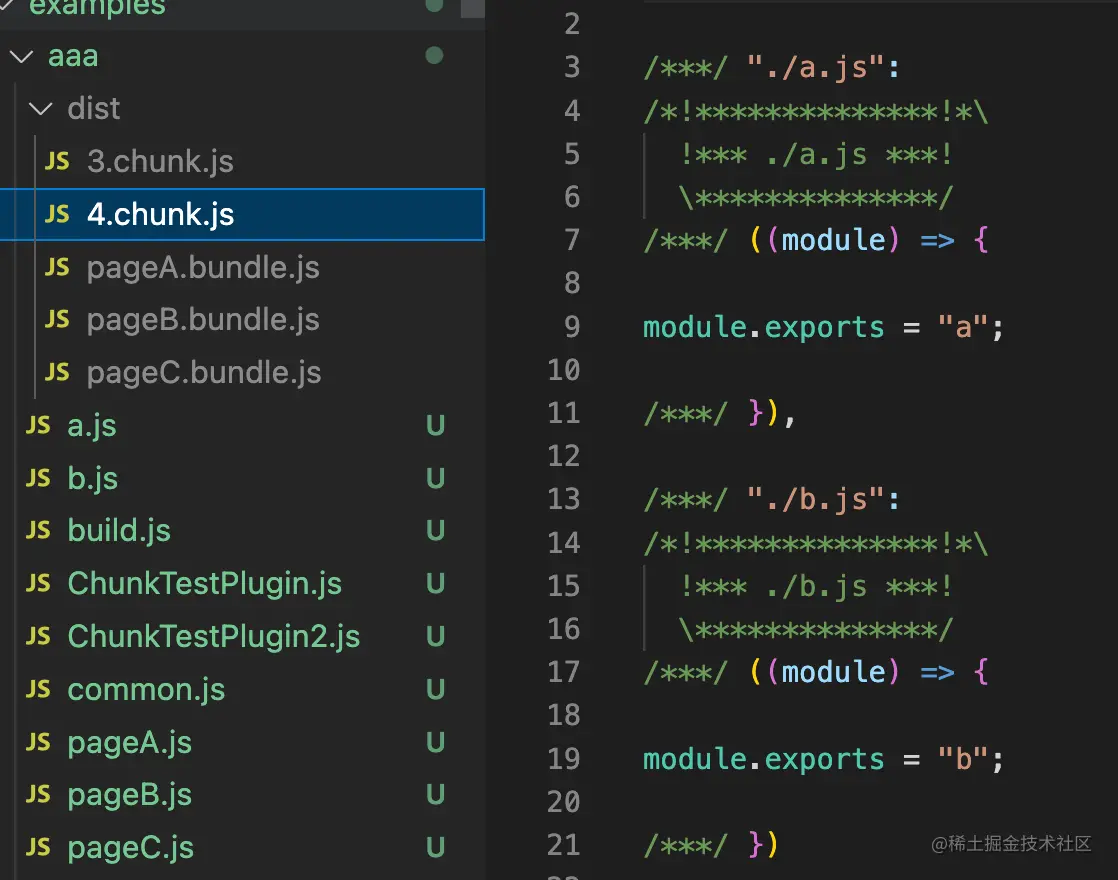 examples
aaa
dist
JS 3.chunk.js
JS 4.chunk.js
JS pageA.bundle.js
JS pageB.bundle.js
JS pageC.bundle.js
JS a.js U
JS b.js U
JS build.js U
JS ChunkTestPlugin.js U
JS ChunkTestPlugin2.js U
JS common.js U
JS pageA.js U
JS pageB.js U
JS pageC.js U
2
3 /***/ "./a.js":
4 /*!**************!*\
5 !*** ./a.js ***!
6 \**************/
7 /***/ ((module) => {
8
9 module.exports = "a";
10
11 /***/ }),
12
13 /***/ "./b.js":
14 /*!**************!*\
15 !*** ./b.js ***!
16 \**************/
17 /***/ ((module) => {
18
19 module.exports = "b";
20
21 /***/ })
@稀土掘金技术社区